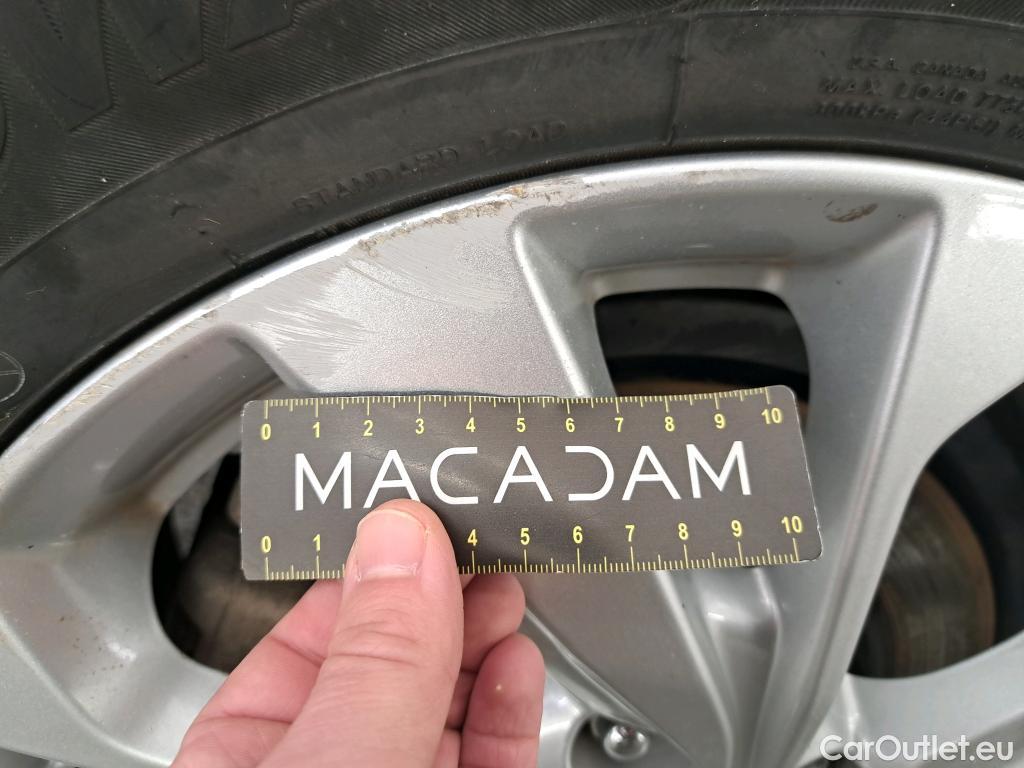 STANDARD LOAD
U.S.A. CANADA
MAX. LOAD
0 1 2 3 4 5 6 7 8 9 10
MACADAM
0 1 4 5 6 7 8 9 10
CarOutlet.eu